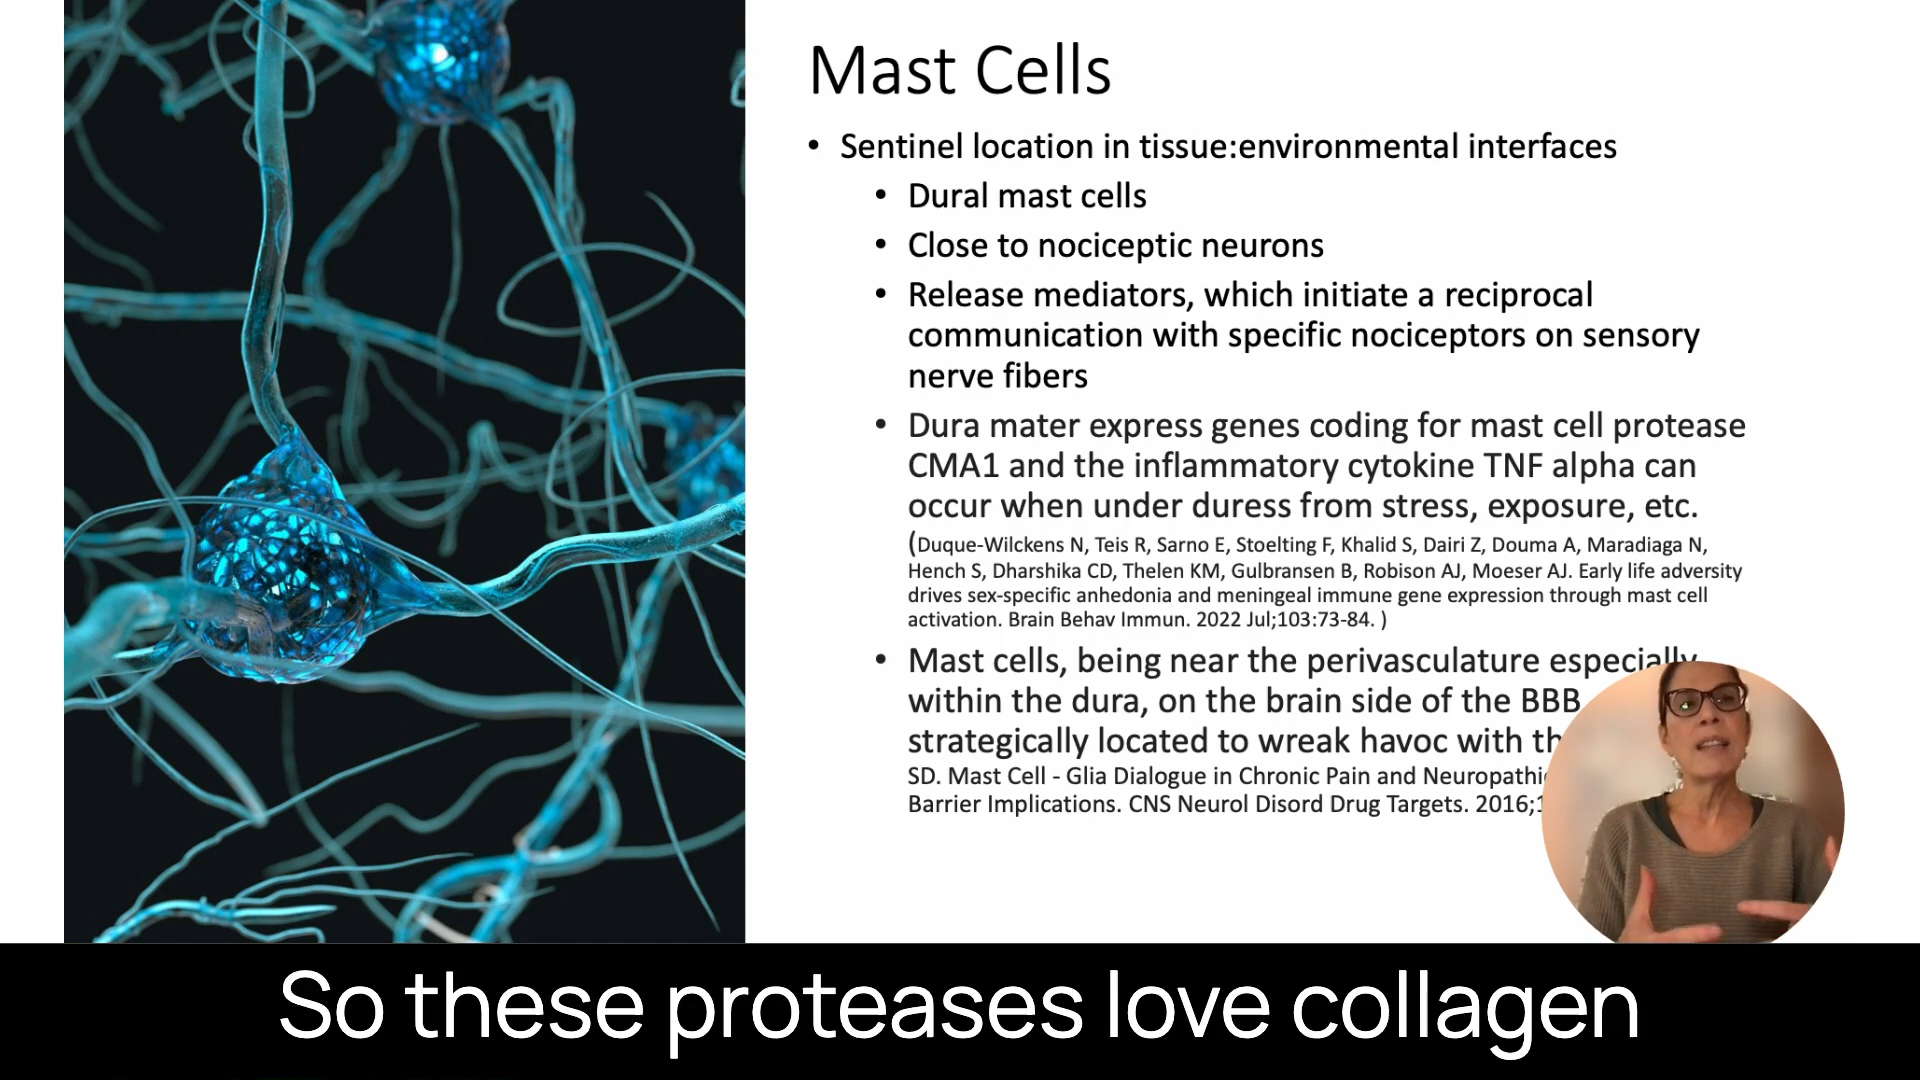 Mast Cells
• Sentinel location in tissue:environmental interfaces
• Dural mast cells
• Close to nociceptic neurons
• Release mediators, which initiate a reciprocal
communication with specific nociceptors on sensory
nerve fibers
• Dura mater express genes coding for mast cell protease
CMA1 and the inflammatory cytokine TNF alpha can
occur when under duress from stress, exposure, etc.
(Duque-Wilckens N, Teis R, Sarno E, Stoelting F, Khalid S, Dairi Z, Douma A, Maradiaga N,
Hench S, Dharshika CD, Thelen KM, Gulbransen B, Robison AJ, Moeser AJ. Early life adversity
drives sex-specific anhedonia and meningeal immune gene expression through mast cell
activation. Brain Behav Immun. 2022 Jul;103:73-84. )
• Mast cells, being near the perivasculature especially
within the dura, on the brain side of the BBB
strategically located to wreak havoc with
SD. Mast Cell - Glia Dialogue in Chronic Pain and
Barrier Implications. CNS Neurol Disord Drug Targets. 2016;
So these proteases love collagen